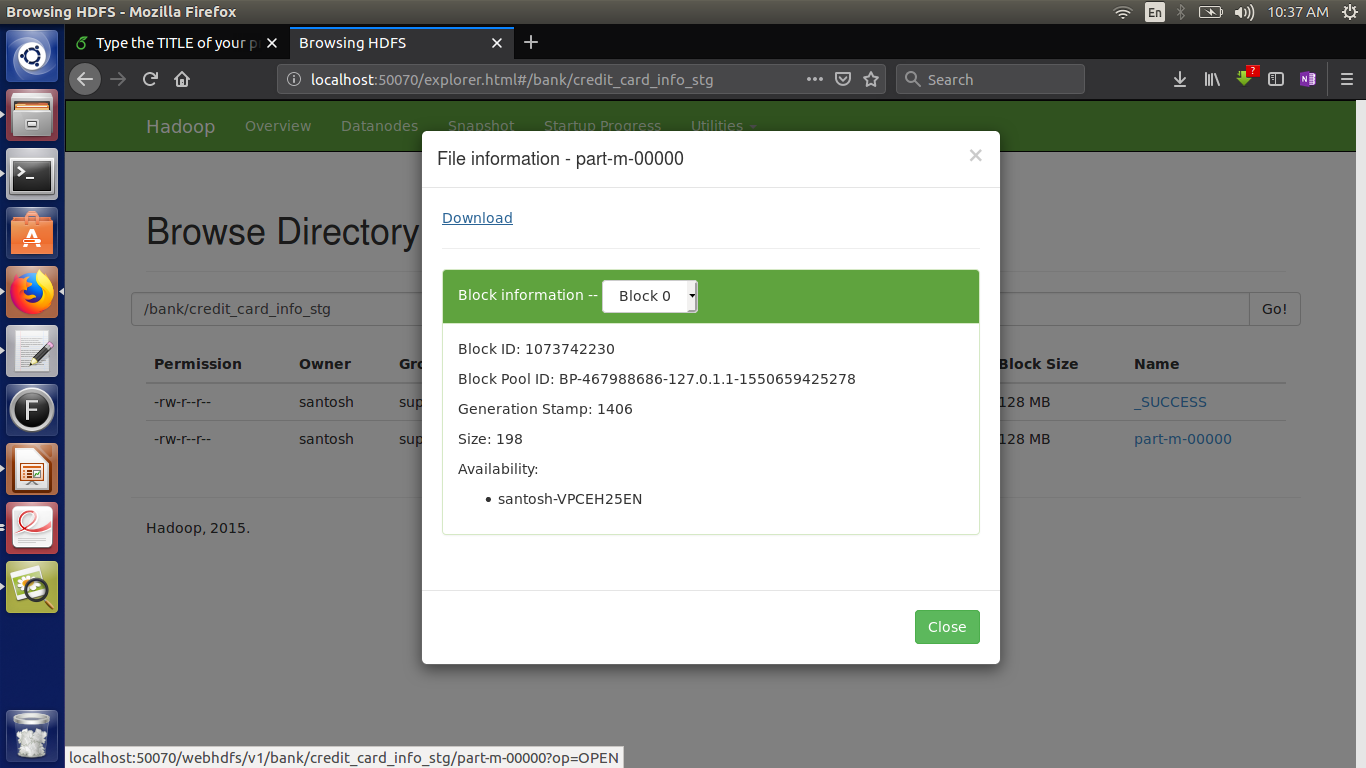 Browsing HDFS - Mozilla Firefox
En
10:37 AM
Type the TITLE of your p
Browsing HDFS
localhost:50070/explorer.html#/bank/credit_card_info_stg
Search
?
N
Hadoop Overview Datanodes Snapshot Startup Progress Utilities
File information - part-m-00000
×
Download
Browse Directory
Block information -- Block 0
/bank/credit_card_info_stg
Go!
Block ID: 1073742230
Permission Owner Gro Block Size Name
Block Pool ID: BP-467988686-127.0.1.1-1550659425278
-rw-r--r-- santosh sup 128 MB _SUCCESS
Generation Stamp: 1406
Size: 198
-rw-r--r-- santosh sup 128 MB part-m-00000
Availability:
• santosh-VPCEH25EN
Hadoop, 2015.
Close
localhost:50070/webhdfs/v1/bank/credit_card_info_stg/part-m-00000?op=OPEN